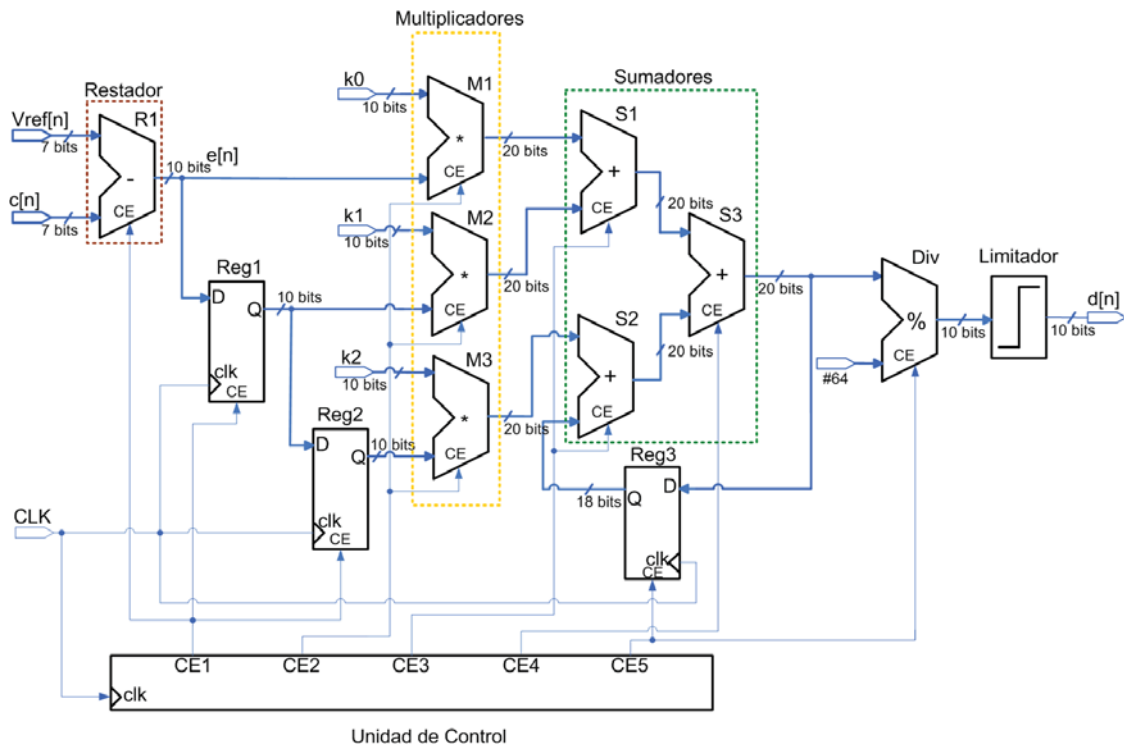 Multiplicadores
Restador
Sumadores
k0
10 bits
M1
*
CE
Vref[n]
7 bits
R1
-
CE
c[n]
7 bits
10 bits
e[n]
20 bits
S1
+
CE
20 bits
k1
10 bits
M2
*
CE
20 bits
S3
+
CE
20 bits
Div
%
CE
#64
10 bits
Limitador
d[n]
10 bits
Reg1
D
Q
clk
CE
10 bits
S2
+
CE
20 bits
k2
10 bits
M3
*
CE
20 bits
Reg2
D
Q
clk
CE
10 bits
Reg3
Q
D
clk
CE
18 bits
CLK
CE1
CE2
CE3
CE4
CE5
clk
Unidad de Control